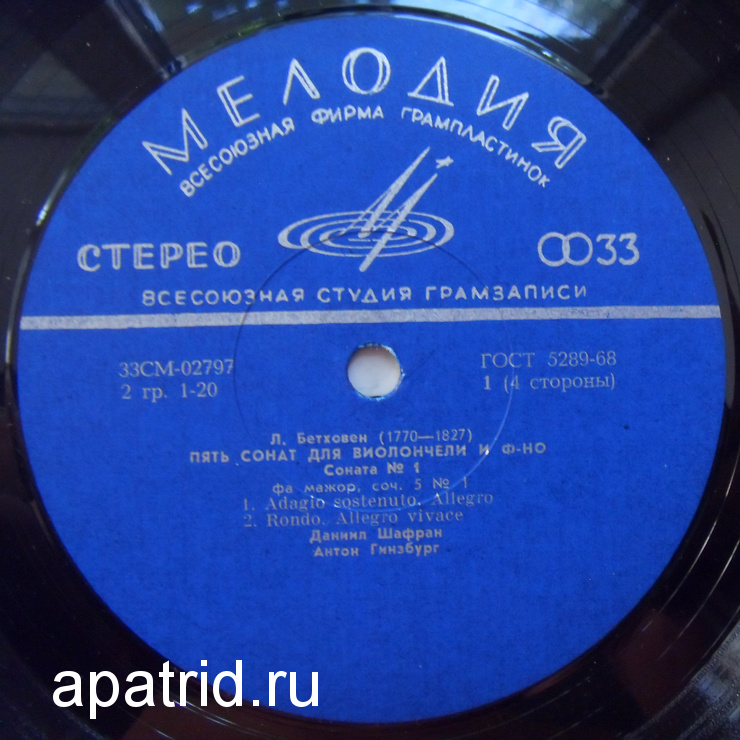 МЕЛОДИЯ
ВСЕСОЮЗНАЯ ФИРМА ГРАМПЛАСТИНОК
СТЕРЕО
33
ВСЕСОЮЗНАЯ СТУДИЯ ГРАМЗАПИСИ
33СМ-02797
2 гр. 1-20
ГОСТ 5289-68
1 (4 стороны)
Л. Бетховен (1770—1827)
ПЯТЬ СОНАТ ДЛЯ ВИОЛОНЧЕЛИ И Ф-НО
Соната № 1
фа мажор, соч. 5 № 1
1. Adagio sostenuto. Allegro
2. Rondo. Allegro vivace
Даниил Шафран
Антон Гинзбург
apatrid.ru